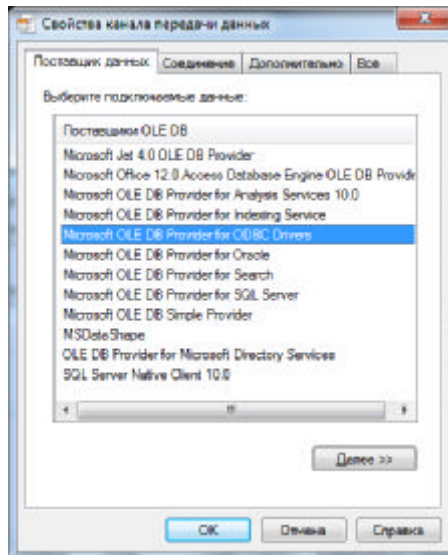 Свойства канала передачи данных
Поставщик данных
Соединение
Дополнительно
Все
Выберите подключаемые данные:
Поставщики OLE DB
Microsoft Jet 4.0 OLE DB Provider
Microsoft Office 12.0 Access Database Engine OLE DB Provide
Microsoft OLE DB Provider for Analysis Services 10.0
Microsoft OLE DB Provider for Indexing Service
Microsoft OLE DB Provider for ODBC Drivers
Microsoft OLE DB Provider for Oracle
Microsoft OLE DB Provider for Search
Microsoft OLE DB Provider for SQL Server
Microsoft OLE DB Simple Provider
MSDataShape
OLE DB Provider for Microsoft Directory Services
SQL Server Native Client 10.0
Далее >>
OK
Отмена
Справка